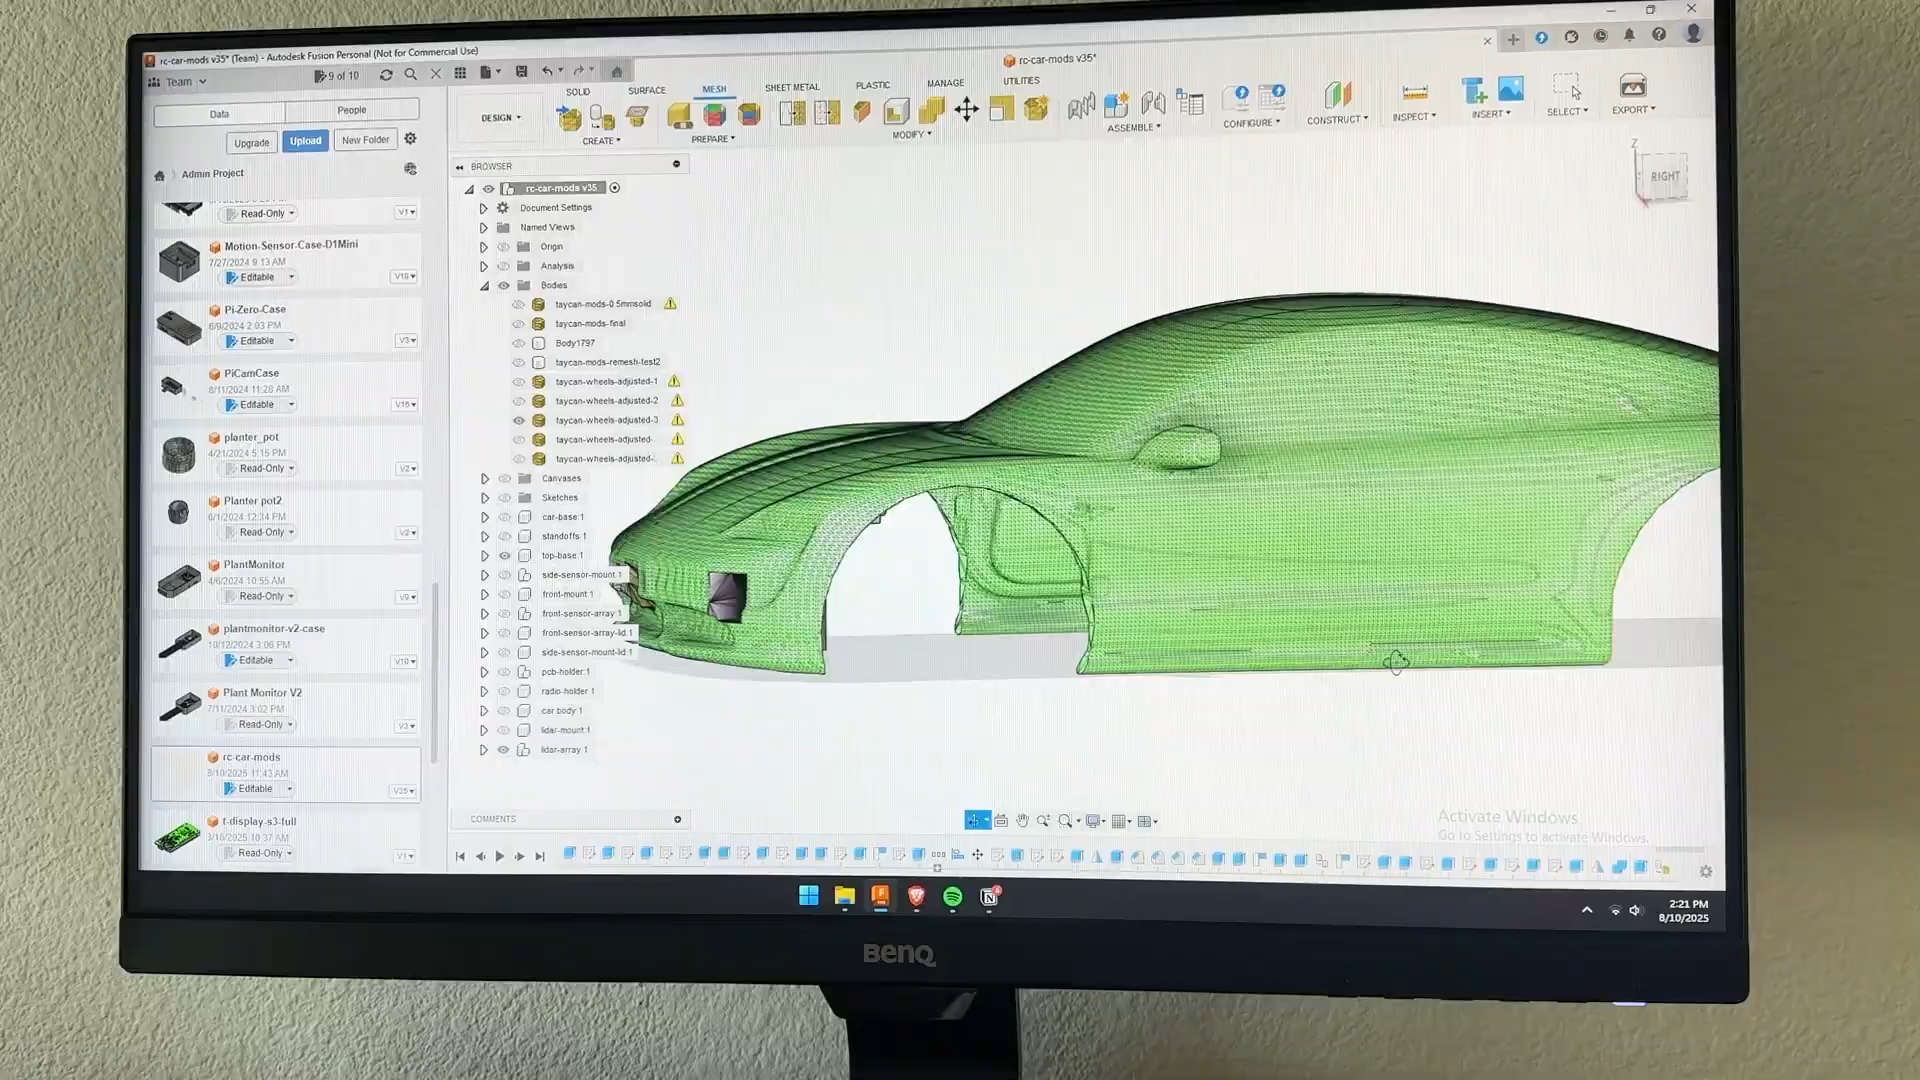 rc-car-mods v35* (Team) - Autodesk Fusion Personal (Not for Commercial Use)
Team
9 of 10
rc-car-mods v35*
Data
People
Upgrade
Upload
New Folder
Admin Project
Read-Only
V1
Motion-Sensor-Case-D1Mini
7/27/2024 9:13 AM
Editable
V16
Pi-Zero-Case
6/9/2024 2:03 PM
Editable
V3
PiCamCase
8/11/2024 11:28 AM
Editable
V16
planter_pot
4/21/2024 5:15 PM
Read-Only
V2
Planter pot2
6/1/2024 12:34 PM
Read-Only
V2
PlantMonitor
4/6/2024 10:55 AM
Read-Only
V9
plantmonitor-v2-case
10/12/2024 3:06 PM
Editable
V10
Plant Monitor V2
7/11/2024 3:02 PM
Read-Only
V2
rc-car-mods
8/10/2025 11:43 AM
Editable
V35
t-display-s3-full
3/16/2025 10:37 AM
Read-Only
V1
DESIGN
SOLID
SURFACE
MESH
SHEET METAL
PLASTIC
MANAGE
UTILITIES
CREATE
PREPARE
MODIFY
ASSEMBLE
CONFIGURE
CONSTRUCT
INSPECT
INSERT
SELECT
EXPORT
BROWSER
rc-car-mods v35
Document Settings
Named Views
Origin
Analysis
Bodies
taycan-mods-0.5mmsolid
taycan-mods-final
Body1797
taycan-mods-remesh-test2
taycan-wheels-adjusted-1
taycan-wheels-adjusted-2
taycan-wheels-adjusted-3
taycan-wheels-adjusted-
taycan-wheels-adjusted-
Canvases
Sketches
car-base:1
standoffs:1
top-base:1
side-sensor-mount:1
front-mount:1
front-sensor-array:1
front-sensor-array-lid:1
side-sensor-mount-lid:1
pcb-holder:1
radio-holder:1
car body:1
lidar-mount:1
lidar-array:1
Z
RIGHT
COMMENTS
Activate Windows
Go to Settings to activate Windows.
2:21 PM
8/10/2025
BenQ